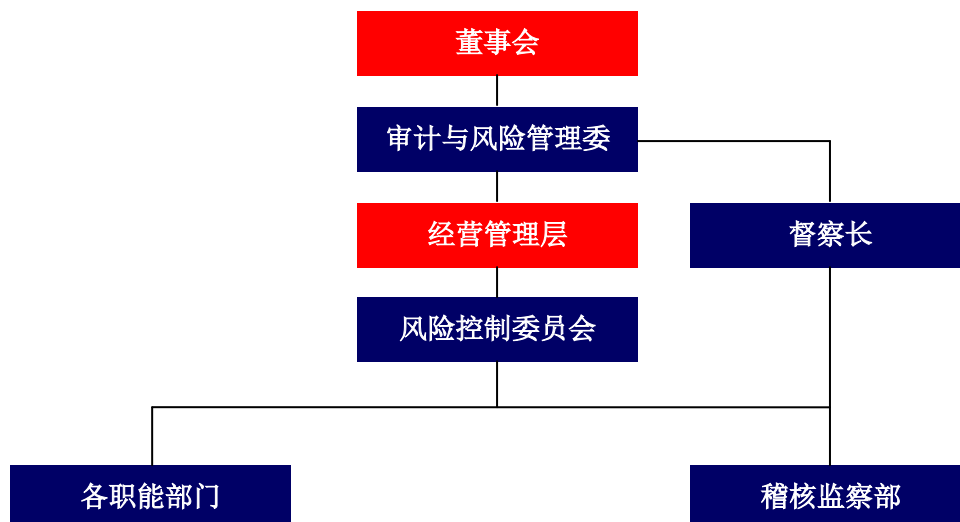 董事会
审计与风险管理委
经营管理层
督察长
风险控制委员会
各职能部门
稽核监察部